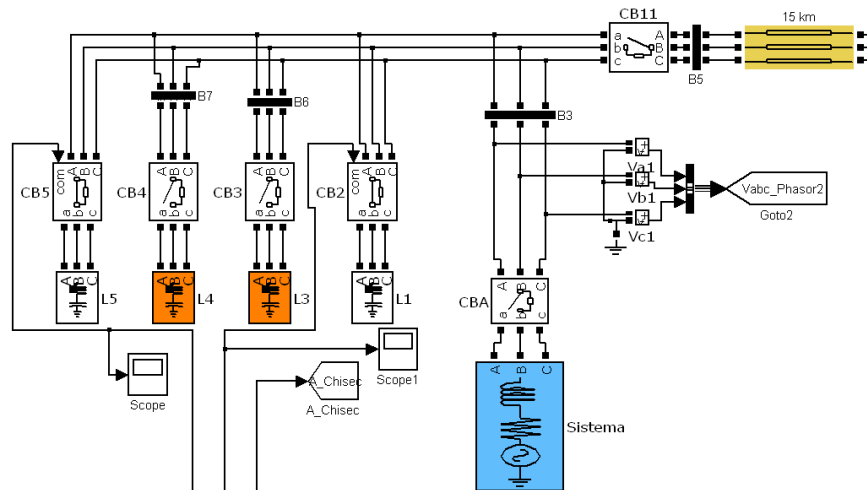 CB11
15 km
a
A
b
B
c
C
B5
B7
B6
B3
com
A
B
C
A
B
C
A
B
C
com
A
B
C
CB5
CB4
CB3
CB2
a
b
c
a
b
c
a
b
c
a
b
c
Va1
Vb1
Vc1
Vabc_Phasor2
Goto2
A
B
C
A
B
C
A
B
C
A
B
C
L5
L4
L3
L1
A
B
C
CBA
a
b
c
Scope
Scope1
A_Chisec
A_Chisec
A
B
C
Sistema